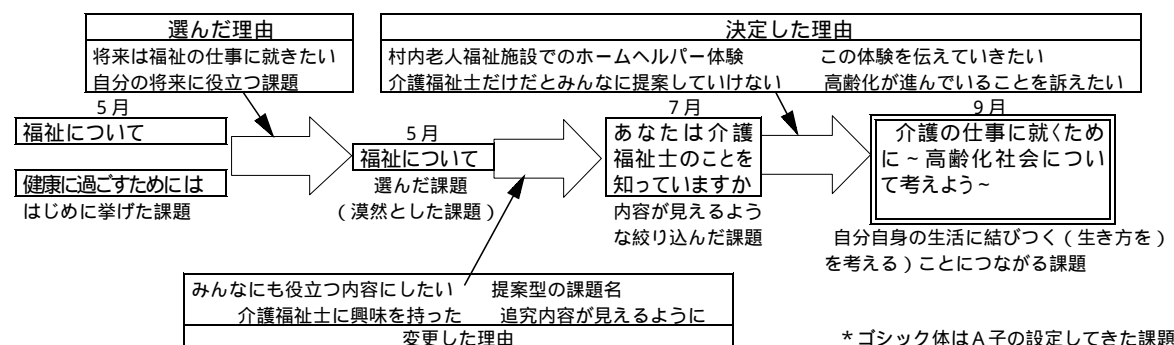 選んだ理由
将来は福祉の仕事に就きたい
自分の将来に役立つ課題
決定した理由
村内老人福祉施設でのホームヘルパー体験　この体験を伝えていきたい
介護福祉士だけだとみんなに提案していけない　高齢化が進んでいることを訴えたい
5月
福祉について
健康に過ごすためには
はじめに挙げた課題
5月
福祉について
選んだ課題
(漠然とした課題)
7月
あなたは介護
福祉士のことを
知っていますか
内容が見えるよう
な絞り込んだ課題
9月
介護の仕事に就くため
に~高齢化社会につい
て考えよう~
自分自身の生活に結びつく(生き方を)
を考える)ことにつながる課題
みんなにも役立つ内容にしたい　提案型の課題名
介護福祉士に興味を持った　追究内容が見えるように
変更した理由
*ゴシック体はA子の設定してきた課題